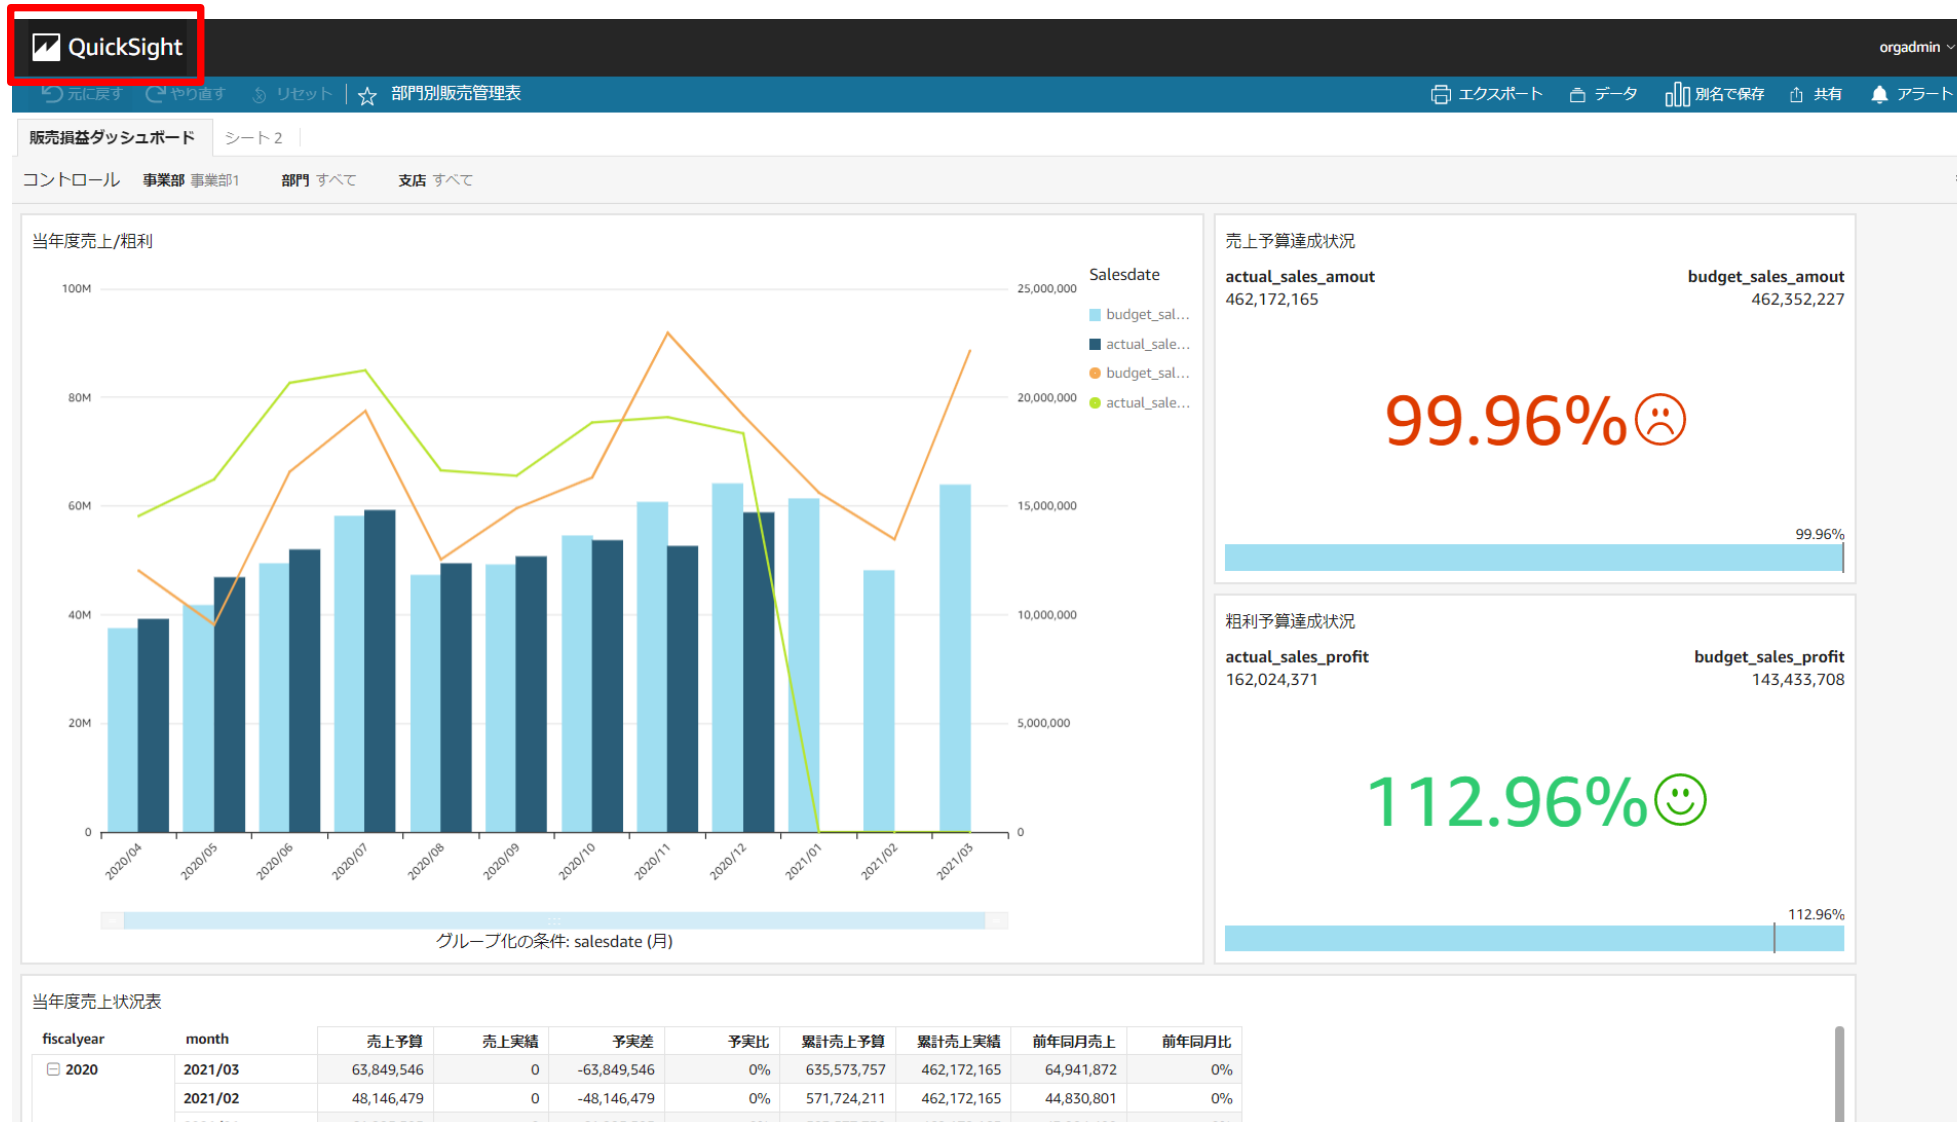 QuickSight
orgadmin
元に戻す やり直す リセット 部門別販売管理表 エクスポート データ 別名で保存 共有 アラート
販売損益ダッシュボード シート 2
コントロール 事業部 事業部1 部門 すべて 支店 すべて
当年度売上/粗利
100M
80M
60M
40M
20M
0
25,000,000
20,000,000
15,000,000
10,000,000
5,000,000
0
Salesdate
budget_sal...
actual_sale...
budget_sal...
actual_sale...
2020/04 2020/05 2020/06 2020/07 2020/08 2020/09 2020/10 2020/11 2020/12 2021/01 2021/02 2021/03
グループ化の条件: salesdate (月)
売上予算達成状況
actual_sales_amout budget_sales_amout
462,172,165 462,352,227
99.96%
99.96%
粗利予算達成状況
actual_sales_profit budget_sales_profit
162,024,371 143,433,708
112.96%
112.96%
当年度売上状況表
fiscalyear month 売上予算 売上実績 予実差 予実比 累計売上予算 累計売上実績 前年同月売上 前年同月比
2020 2021/03 63,849,546 0 -63,849,546 0% 635,573,757 462,172,165 64,941,872 0%
2021/02 48,146,479 0 -48,146,479 0% 571,724,211 462,172,165 44,830,801 0%